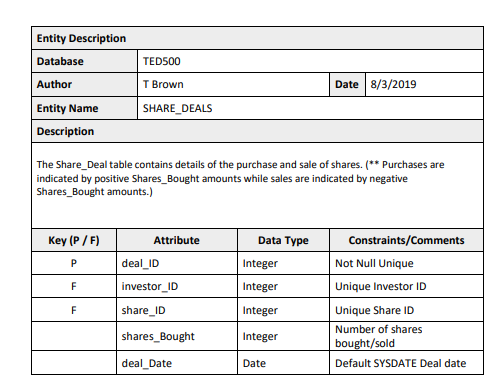 Entity Description
Database TED500
Author T Brown Date 8/3/2019
Entity Name SHARE_DEALS
Description
The Share_Deal table contains details of the purchase and sale of shares. (** Purchases are
indicated by positive Shares_Bought amounts while sales are indicated by negative
Shares_Bought amounts.)
Key (P / F) Attribute Data Type Constraints/Comments
P deal_ID Integer Not Null Unique
F investor_ID Integer Unique Investor ID
F share_ID Integer Unique Share ID
shares_Bought Integer Number of shares
bought/sold
deal_Date Date Default SYSDATE Deal date